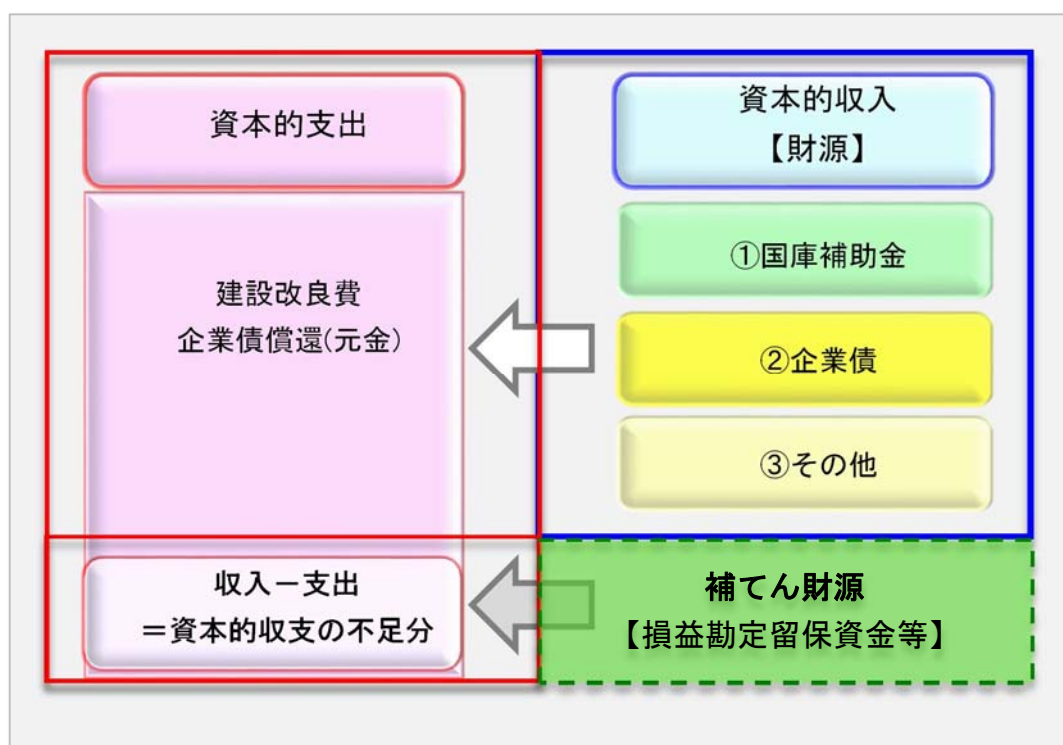 資本的支出
建設改良費
企業債償還(元金)
収入－支出
＝資本的収支の不足分
資本的収入
【財源】
①国庫補助金
②企業債
③その他
補てん財源
【損益勘定留保資金等】